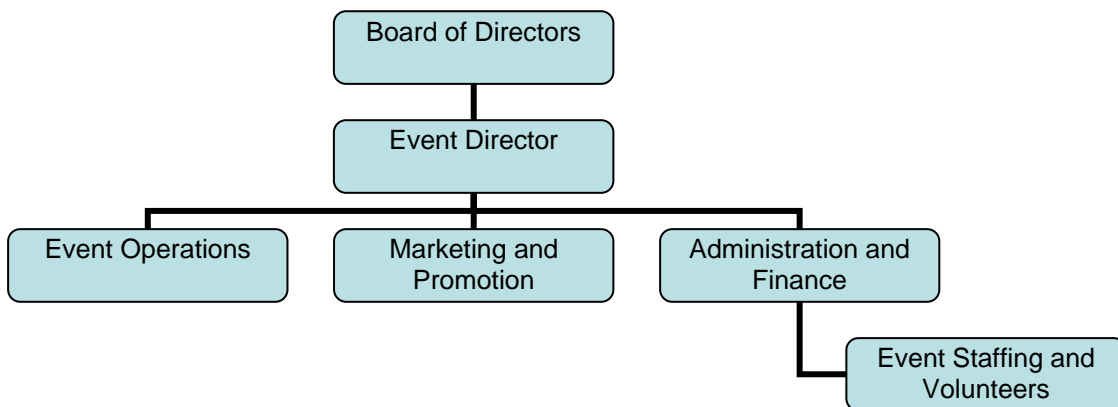 Board of Directors
Event Director
Event Operations
Marketing and
Promotion
Administration and
Finance
Event Staffing and
Volunteers